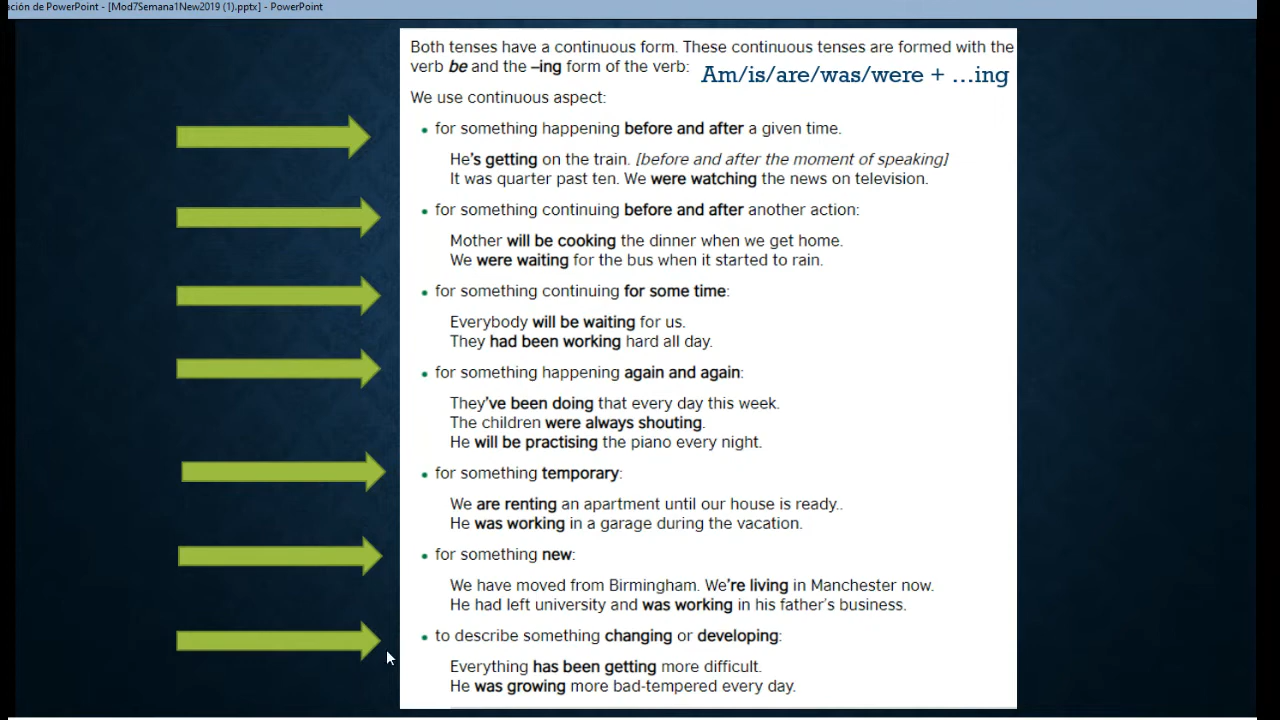 ación de PowerPoint - [Mod7Semana1New2019 (1).pptx] - PowerPoint
Both tenses have a continuous form. These continuous tenses are formed with the
verb be and the –ing form of the verb:
Am/is/are/was/were + …ing
We use continuous aspect:
• for something happening before and after a given time.
He's getting on the train. [before and after the moment of speaking]
It was quarter past ten. We were watching the news on television.
• for something continuing before and after another action:
Mother will be cooking the dinner when we get home.
We were waiting for the bus when it started to rain.
• for something continuing for some time:
Everybody will be waiting for us.
They had been working hard all day.
• for something happening again and again:
They've been doing that every day this week.
The children were always shouting.
He will be practising the piano every night.
• for something temporary:
We are renting an apartment until our house is ready..
He was working in a garage during the vacation.
• for something new:
We have moved from Birmingham. We're living in Manchester now.
He had left university and was working in his father's business.
• to describe something changing or developing:
Everything has been getting more difficult.
He was growing more bad-tempered every day.